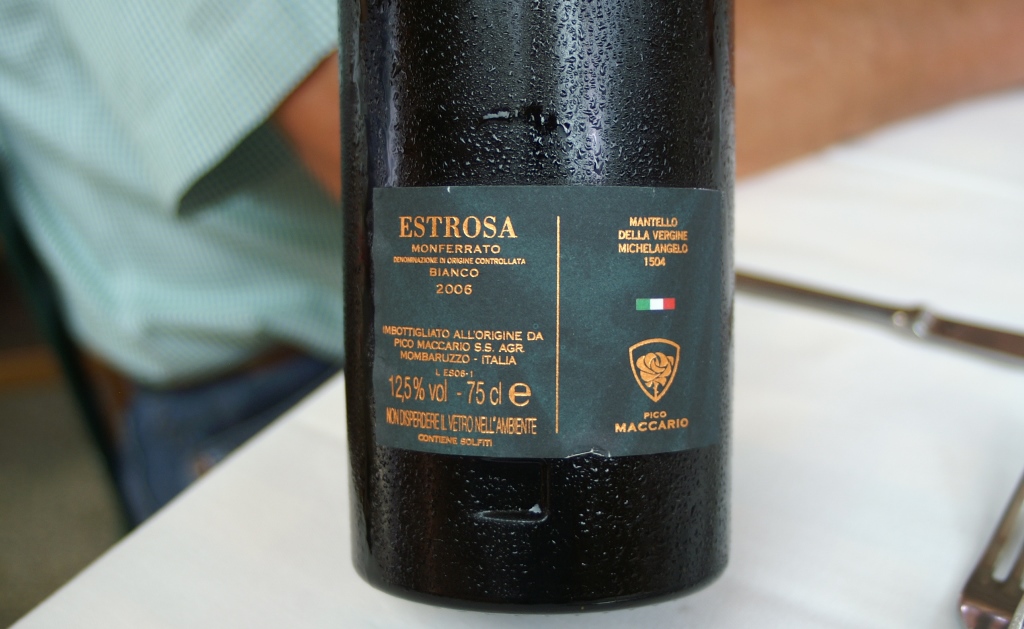 ESTROSA
MONFERRATO
DENOMINAZIONE DI ORIGINE CONTROLLATA
BIANCO
2006
IMBOTTIGLIATO ALL'ORIGINE DA
PICO MACCARIO S.S. AGR.
MOMBARUZZO - ITALIA
L ES06-1
12,5% vol - 75 cl e
NON DISPERDERE IL VETRO NELL'AMBIENTE
CONTIENE SOLFITI
MANTELLO
DELLA VERGINE
MICHELANGELO
1504
PICO
MACCARIO